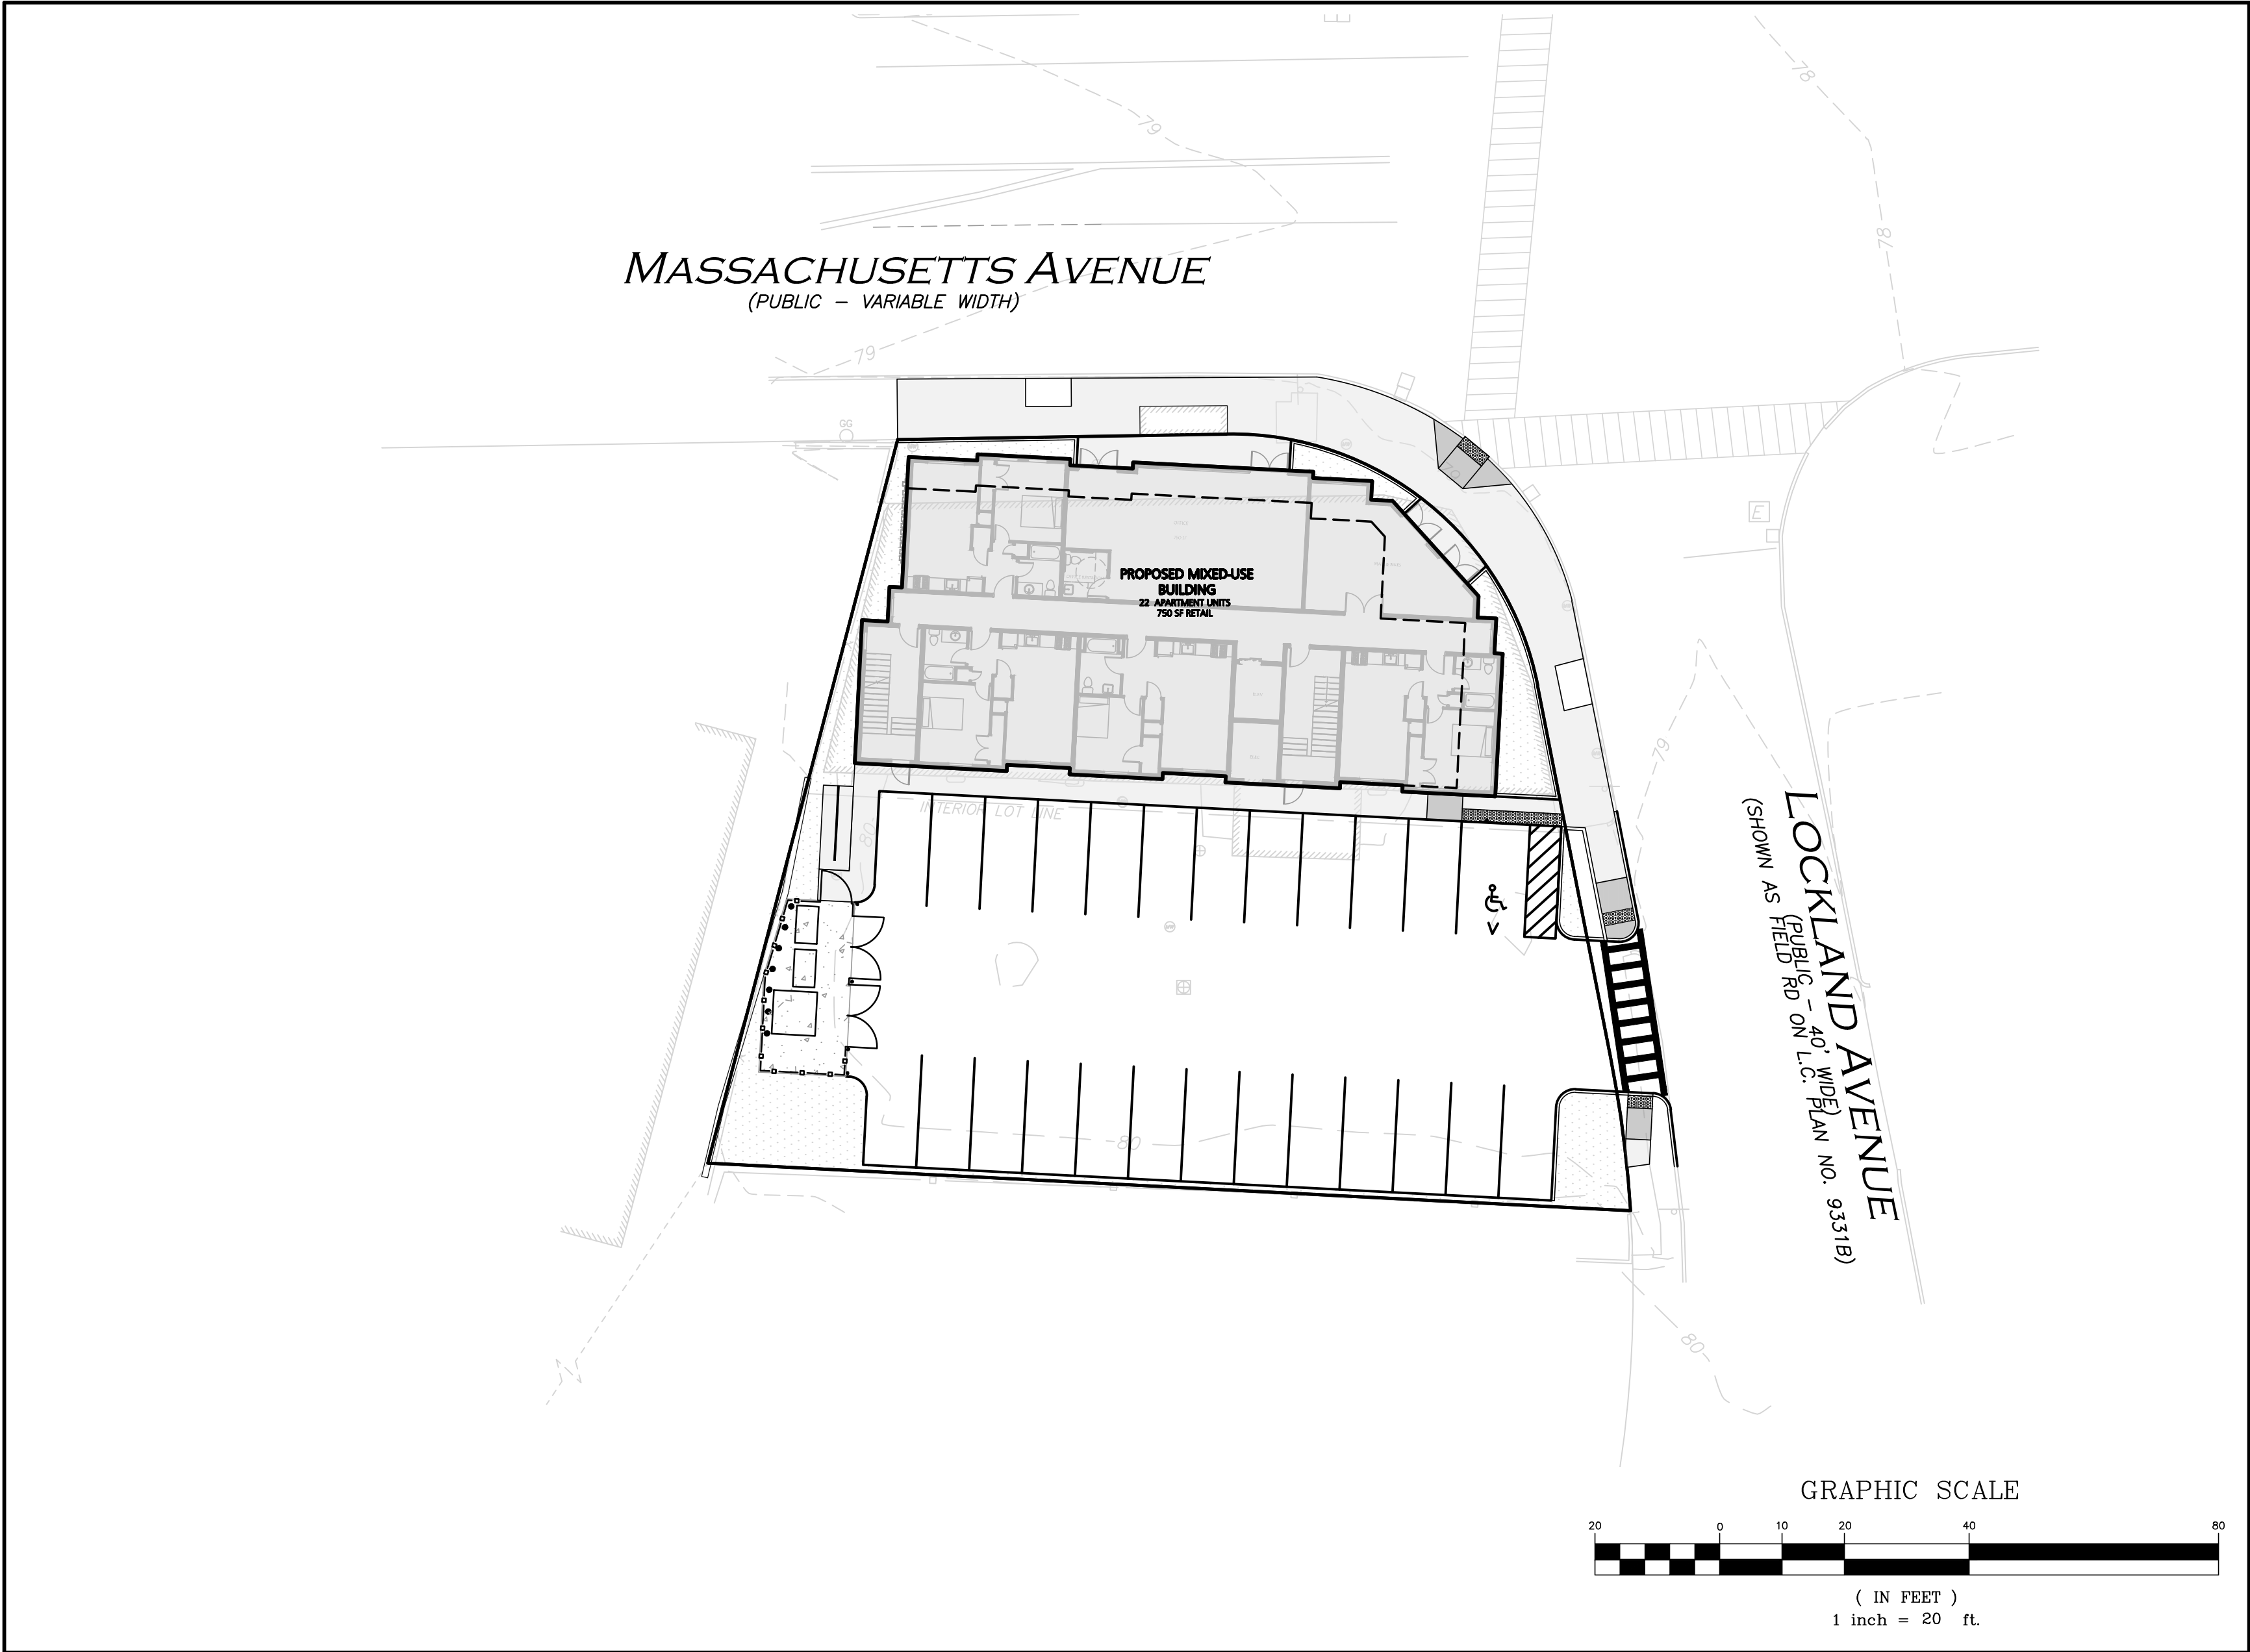 78
79
78
MASSACHUSETTS AVENUE
(PUBLIC – VARIABLE WIDTH)
79
GG
79
E
PROPOSED MIXED-USE
BUILDING
22 APARTMENT UNITS
750 SF RETAIL
79
INTERIOR LOT LINE
80
V
LOCKLAND AVENUE
(PUBLIC – 40' WIDE)
(SHOWN AS FIELD RD ON L.C. PLAN NO. 9331B)
80
80
GRAPHIC SCALE
20 0 10 20 40 80
( IN FEET )
1 inch = 20 ft.